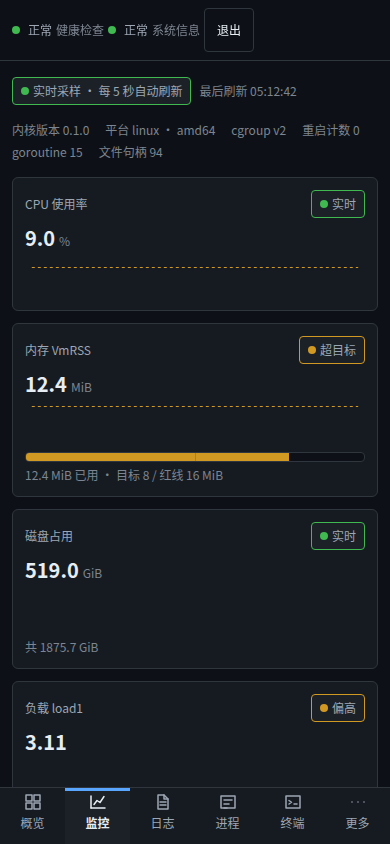 正常 健康检查 正常 系统信息 退出
实时采样 · 每 5 秒自动刷新 最后刷新 05:12:42
内核版本 0.1.0 平台 linux · amd64 cgroup v2 重启计数 0
goroutine 15 文件句柄 94
CPU 使用率 实时
9.0 %
内存 VmRSS 超目标
12.4 MiB
12.4 MiB 已用 · 目标 8 / 红线 16 MiB
磁盘占用 实时
519.0 GiB
共 1875.7 GiB
负载 load1 偏高
3.11
概览 监控 日志 进程 终端 更多